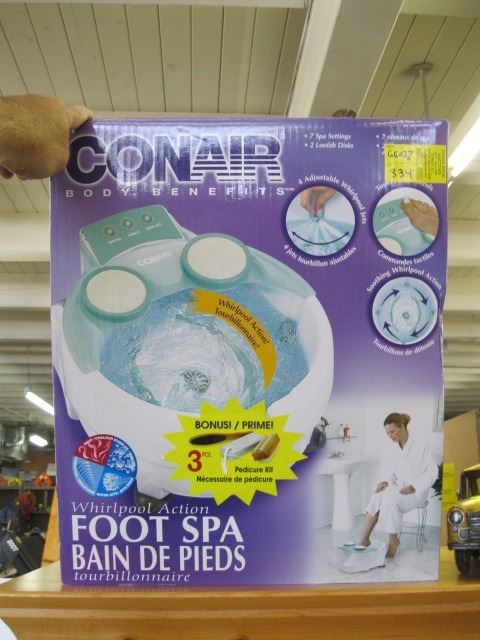 CONAIR
BODY BENEFITS™
• 7 Spa Settings
• 2 Loofah Disks
334
4 Adjustable Whirlpool Jets
4 jets tourbillon ajustables
Commandes tactiles
Soothing Whirlpool Action
Tourbillons de détente
CONAIR
Whirlpool Action!
Tourbillonnaire!
BONUS! / PRIME!
3 PCS.
Pedicure Kit
Nécessaire de pédicure
Whirlpool Action
FOOT SPA
BAIN DE PIEDS
tourbillonnaire